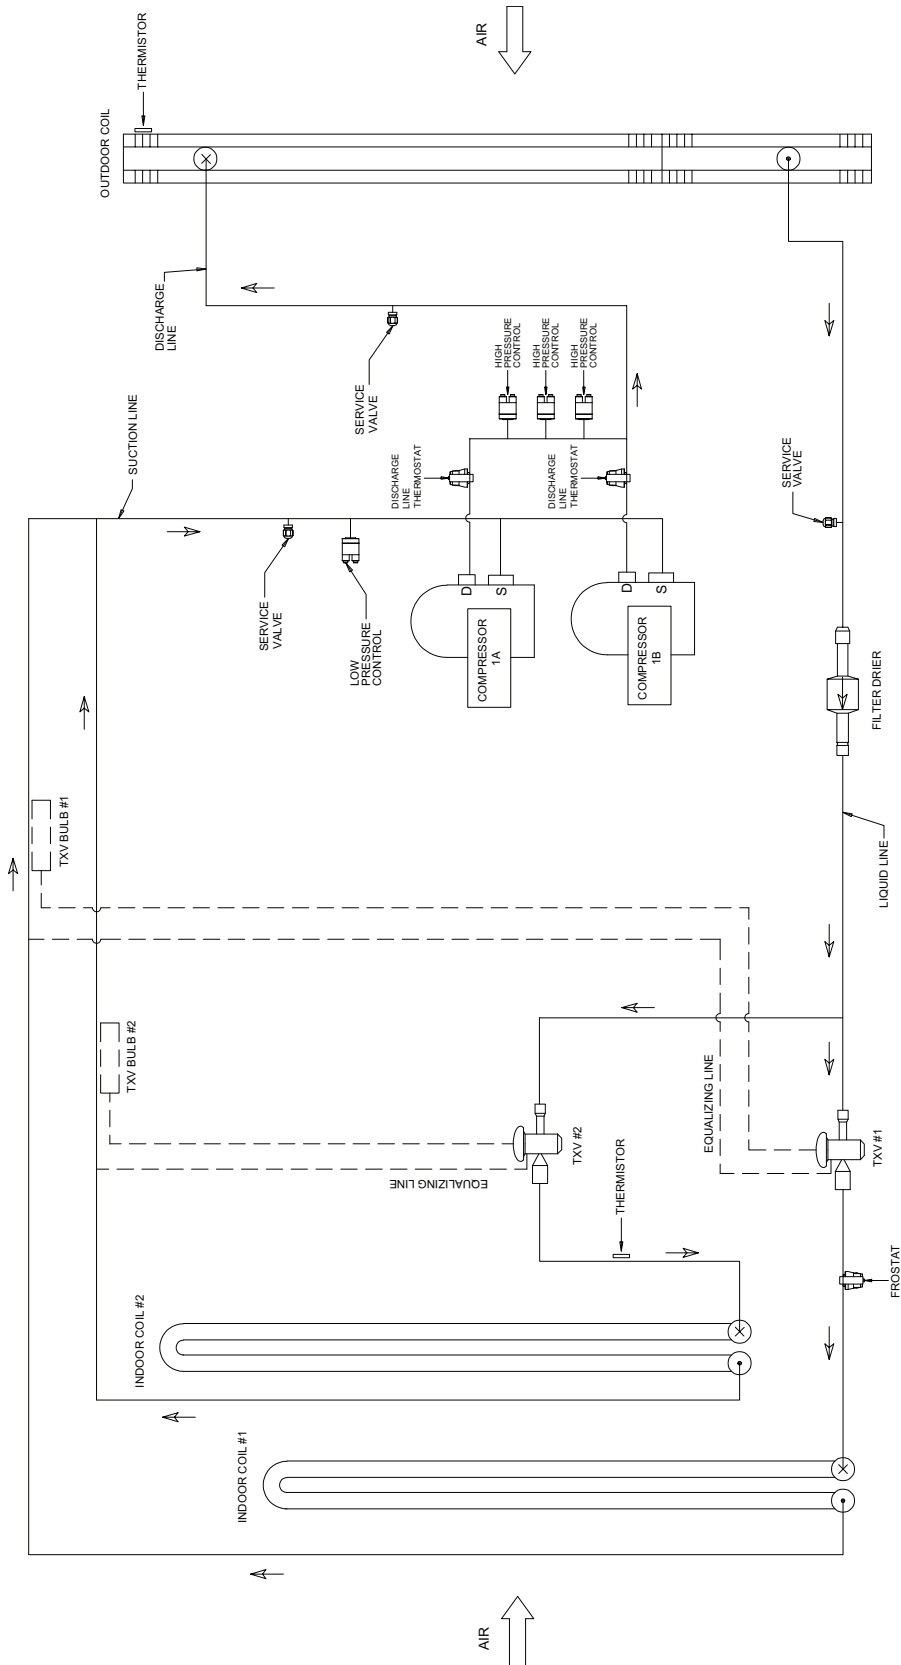 AIR
THERMISTOR
OUTDOOR COIL
DISCHARGE
LINE
SUCTION LINE
SERVICE
VALVE
HIGH
PRESSURE
CONTROL
HIGH
PRESSURE
CONTROL
HIGH
PRESSURE
CONTROL
DISCHARGE
LINE
THERMOSTAT
DISCHARGE
LINE
THERMOSTAT
SERVICE
VALVE
SERVICE
VALVE
LOW
PRESSURE
CONTROL
D
S
COMPRESSOR
1A
D
S
COMPRESSOR
1B
FILTER DRIER
LIQUID LINE
TXV BULB #1
TXV BULB #2
EQUALIZING LINE
TXV #2
EQUALIZING LINE
TXV #1
THERMISTOR
FROSTAT
INDOOR COIL #2
INDOOR COIL #1
AIR